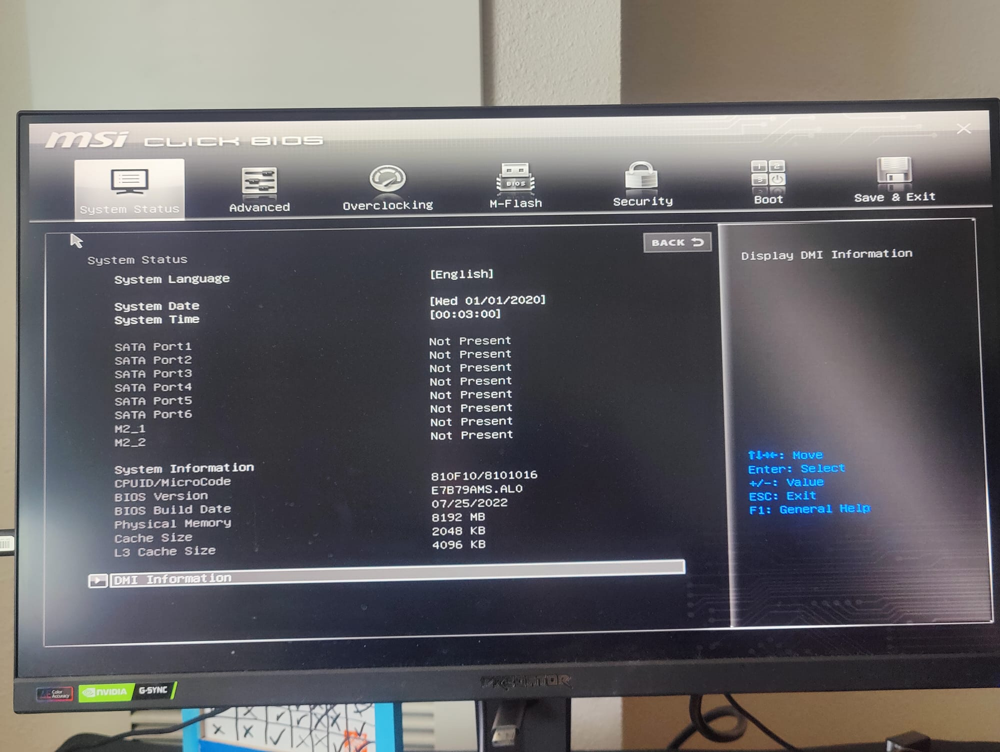 msi CLICK BIOS
System Status
Advanced
Overclocking
BIOS
M-Flash
Security
1 2
3
Boot
Save & Exit
BACK
System Status
System Language [English]
System Date [Wed 01/01/2020]
System Time [00:03:00]
SATA Port1 Not Present
SATA Port2 Not Present
SATA Port3 Not Present
SATA Port4 Not Present
SATA Port5 Not Present
SATA Port6 Not Present
M2_1 Not Present
M2_2 Not Present
System Information
CPUID/MicroCode 810F10/8101016
BIOS Version E7B79AMS.AL0
BIOS Build Date 07/25/2022
Physical Memory 8192 MB
Cache Size 2048 KB
L3 Cache Size 4096 KB
DMI Information
Display DMI Information
↑↓→←: Move
Enter: Select
+/-: Value
ESC: Exit
F1: General Help
PREDATOR
ΔE Color Accuracy
NVIDIA G-SYNC